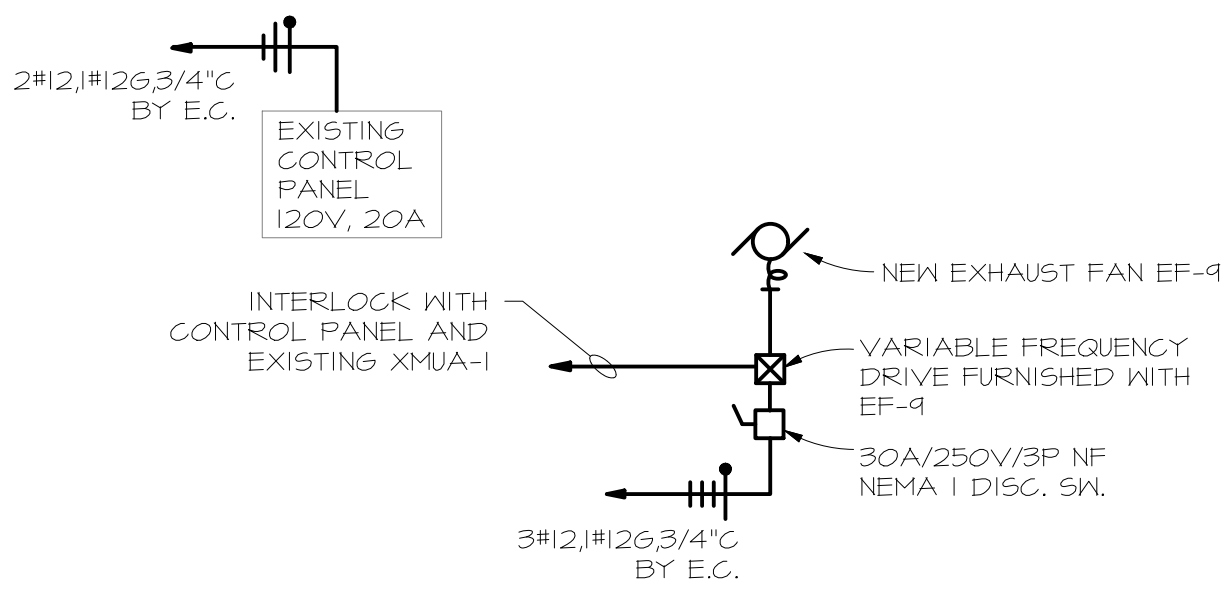 2#12,1#12G,3/4"C
BY E.C.
EXISTING
CONTROL
PANEL
120V, 20A
NEW EXHAUST FAN EF-9
INTERLOCK WITH
CONTROL PANEL AND
EXISTING XMUA-1
VARIABLE FREQUENCY
DRIVE FURNISHED WITH
EF-9
30A/250V/3P NF
NEMA 1 DISC. SW.
3#12,1#12G,3/4"C
BY E.C.